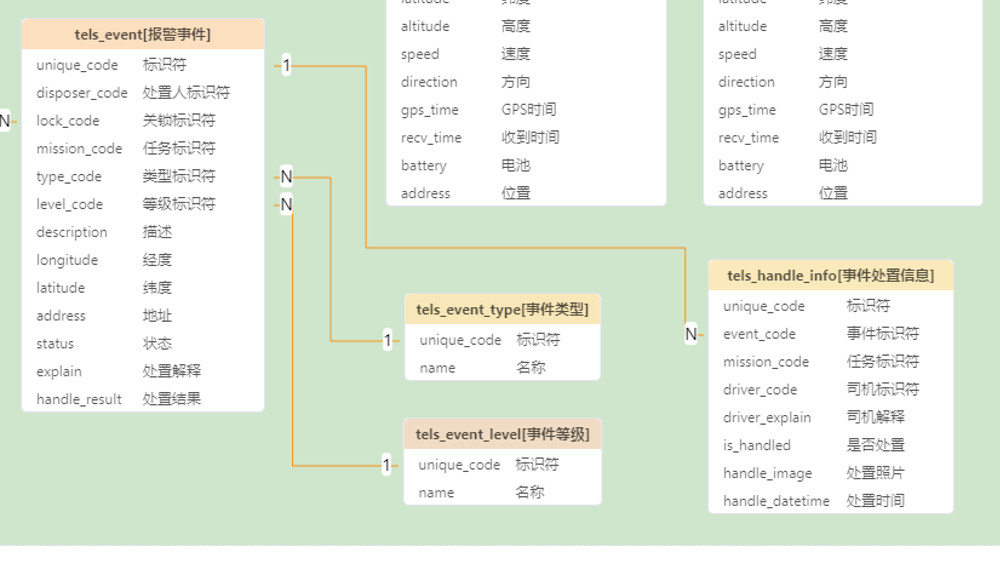 tels_event[报警事件]
unique_code 标识符
disposer_code 处置人标识符
lock_code 关锁标识符
mission_code 任务标识符
type_code 类型标识符
level_code 等级标识符
description 描述
longitude 经度
latitude 纬度
address 地址
status 状态
explain 处置解释
handle_result 处置结果
N
1
N
N
altitude 高度
speed 速度
direction 方向
gps_time GPS时间
recv_time 收到时间
battery 电池
address 位置
altitude 高度
speed 速度
direction 方向
gps_time GPS时间
recv_time 收到时间
battery 电池
address 位置
1
tels_event_type[事件类型]
unique_code 标识符
name 名称
1
tels_event_level[事件等级]
unique_code 标识符
name 名称
N
tels_handle_info[事件处置信息]
unique_code 标识符
event_code 事件标识符
mission_code 任务标识符
driver_code 司机标识符
driver_explain 司机解释
is_handled 是否处置
handle_image 处置照片
handle_datetime 处置时间